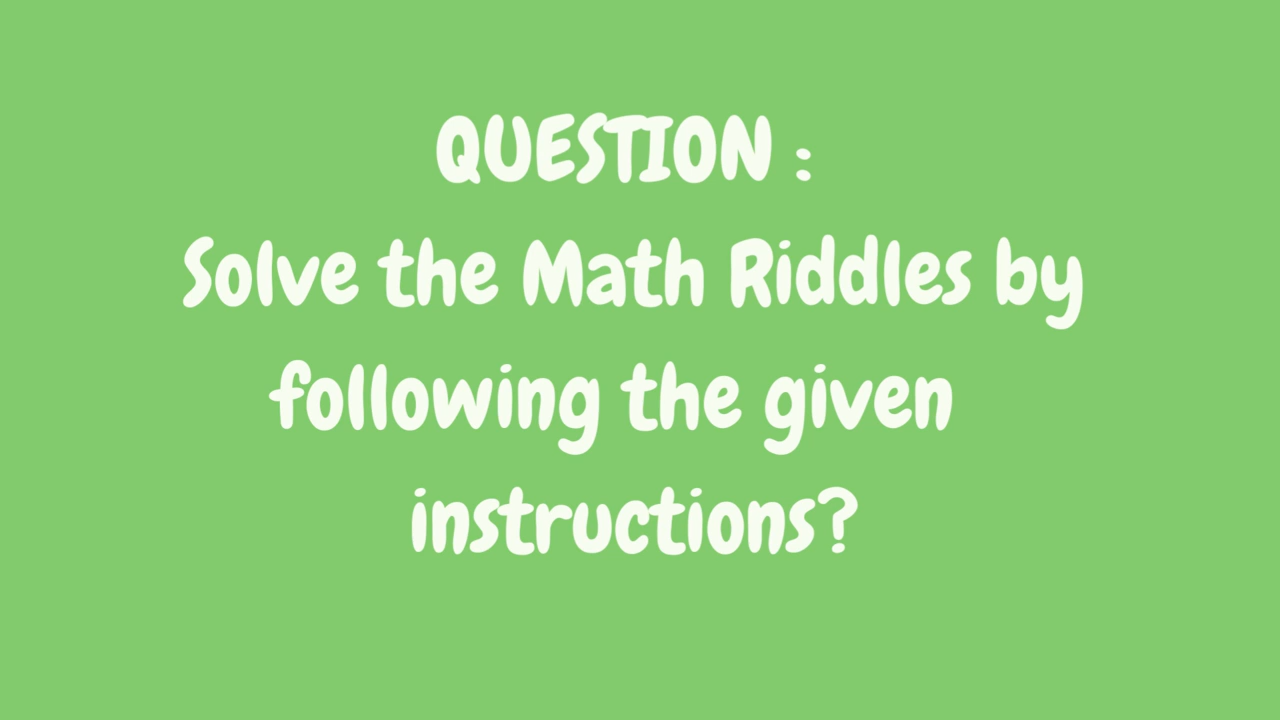 QUESTION :
Solve the Math Riddles by
following the given
instructions?